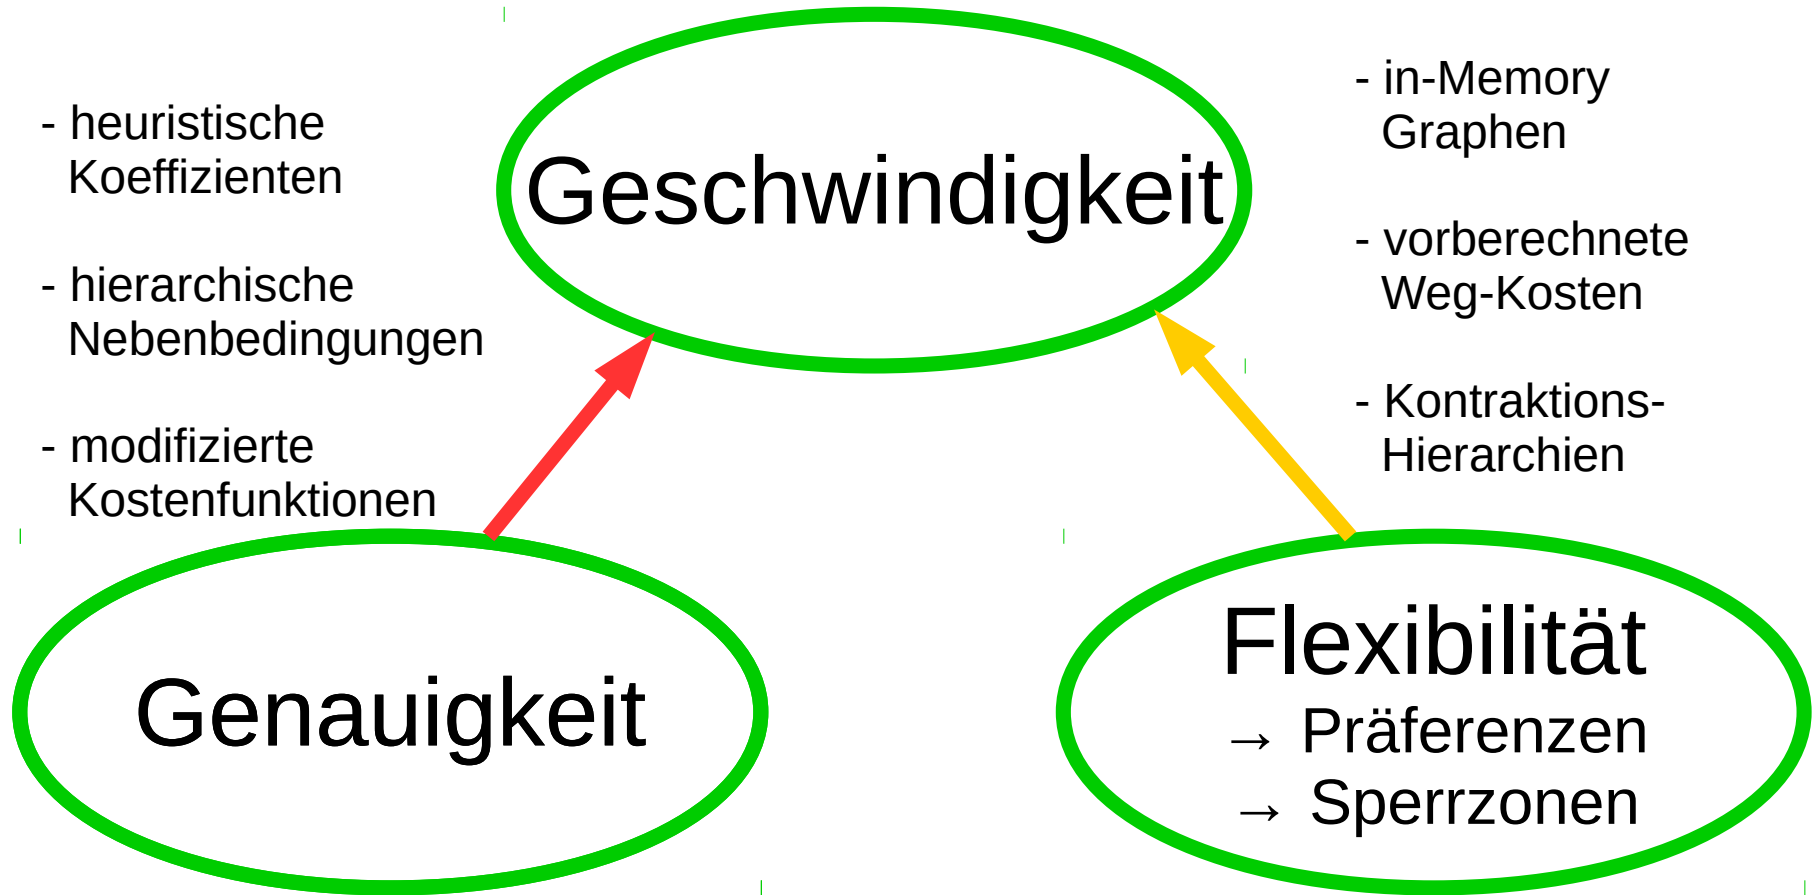 - heuristische
Koeffizienten
- hierarchische
Nebenbedingungen
- modifizierte
Kostenfunktionen
Geschwindigkeit
- in-Memory
Graphen
- vorberechnete
Weg-Kosten
- Kontraktions-
Hierarchien
Genauigkeit
Flexibilität
→ Präferenzen
→ Sperrzonen